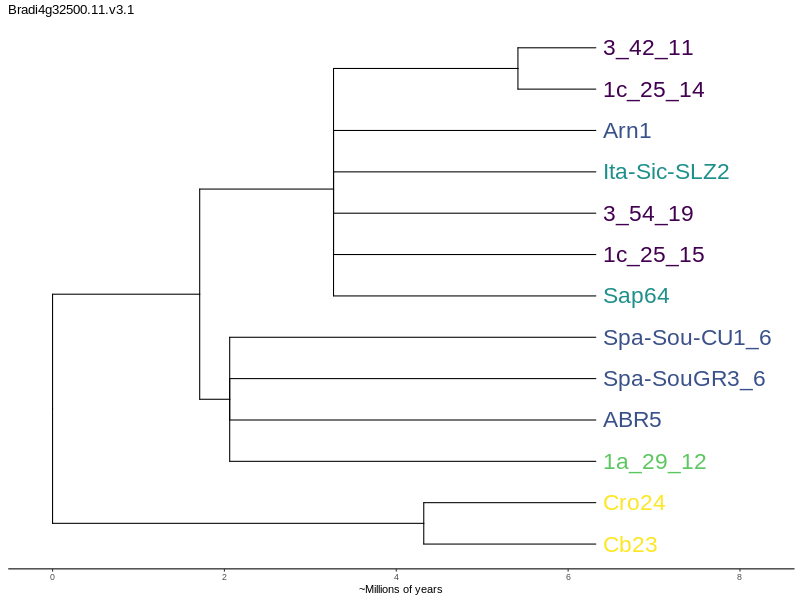 Bradi4g32500.11.v3.1
3_42_11
1c_25_14
Arn1
Ita-Sic-SLZ2
3_54_19
1c_25_15
Sap64
Spa-Sou-CU1_6
Spa-SouGR3_6
ABR5
1a_29_12
Cro24
Cb23
0 2 4 6 8
~Millions of years